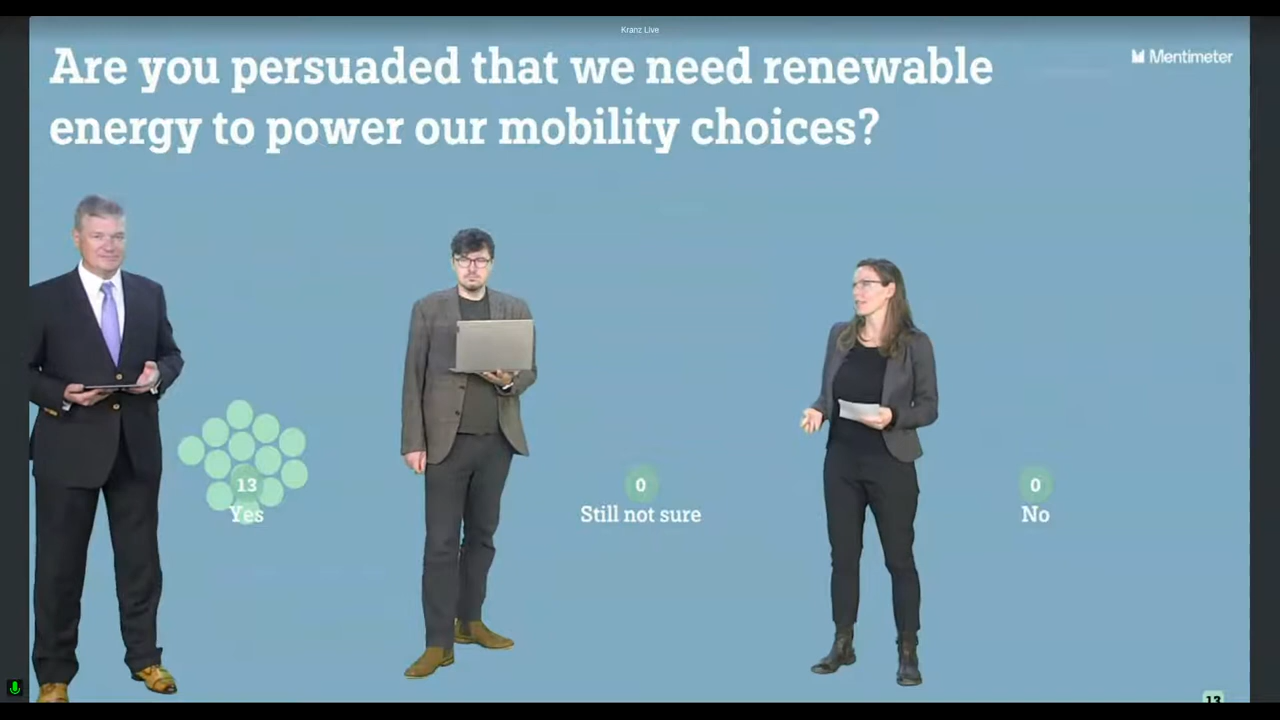 Kranz Live
Are you persuaded that we need renewable
energy to power our mobility choices?
Mentimeter
13
Yes
0
Still not sure
0
No
13